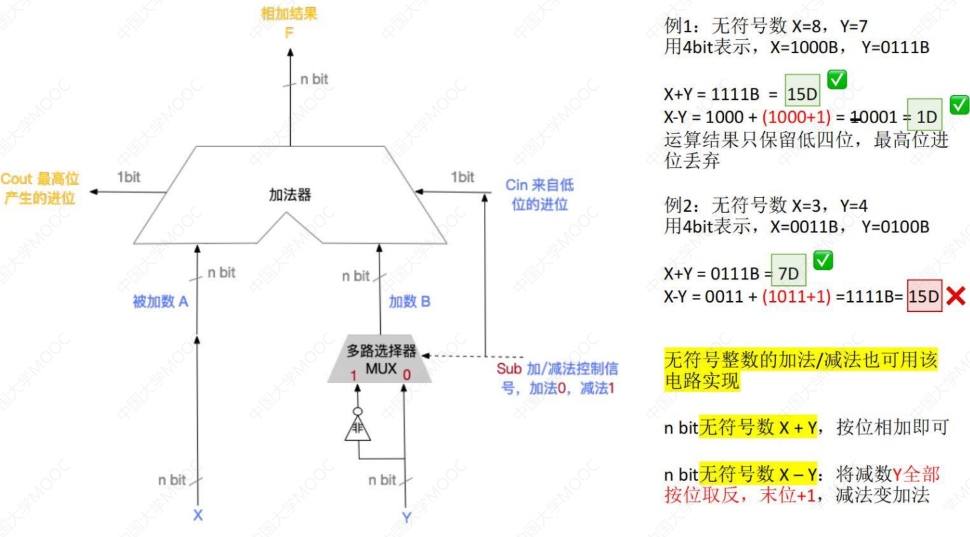 相加结果
F
n bit
Cout 最高位
产生的进位
1bit
加法器
1bit
Cin 来自低
位的进位
n bit
被加数 A
n bit
加数 B
多路选择器
MUX
1
0
Sub 加/减法控制信
号，加法0，减法1
非
n bit
X
n bit
Y
例1：无符号数 X=8，Y=7
用4bit表示，X=1000B， Y=0111B
X+Y = 1111B = 15D
X-Y = 1000 + (1000+1) = 10001 = 1D
运算结果只保留低四位，最高位进
位丢弃
例2：无符号数 X=3，Y=4
用4bit表示，X=0011B， Y=0100B
X+Y = 0111B = 7D
X-Y = 0011 + (1011+1) =1111B= 15D
无符号整数的加法/减法也可用该
电路实现
n bit无符号数 X + Y，按位相加即可
n bit无符号数 X – Y：将减数Y全部
按位取反，末位+1，减法变加法
中国大学MOOC